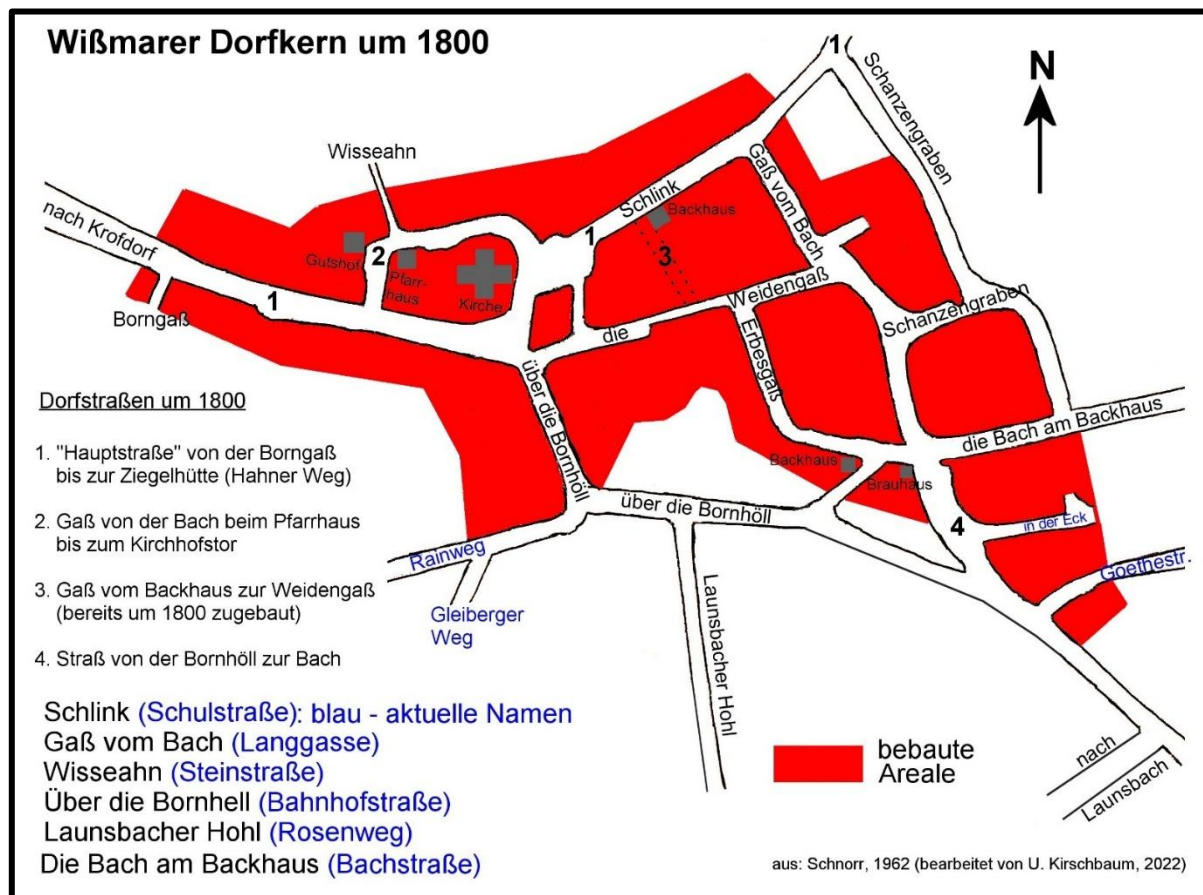 Wißmarer Dorfkern um 1800
N
1
Schanzengraben
Wisseahn
Schlink
Backhaus
Gaß vom Bach
nach Krofdorf
Gutshof
2
Pfarr-
haus
Kirche
1
3
1
Borngaß
die
Weidengaß
Schanzengraben
Erbesgaß
über die Bornhöll
die Bach am Backhaus
Backhaus
Brauhaus
über die Bornhöll
4
in der Eck
Rainweg
Goethestr.
Gleiberger
Weg
Launsbacher Hohl
nach
Launsbach
Dorfstraßen um 1800
1. "Hauptstraße" von der Borngaß
bis zur Ziegelhütte (Hahner Weg)
2. Gaß von der Bach beim Pfarrhaus
bis zum Kirchhofstor
3. Gaß vom Backhaus zur Weidengaß
(bereits um 1800 zugebaut)
4. Straß von der Bornhöll zur Bach
Schlink (Schulstraße): blau - aktuelle Namen
Gaß vom Bach (Langgasse)
Wisseahn (Steinstraße)
Über die Bornhell (Bahnhofstraße)
Launsbacher Hohl (Rosenweg)
Die Bach am Backhaus (Bachstraße)
bebaute
Areale
aus: Schnorr, 1962 (bearbeitet von U. Kirschbaum, 2022)